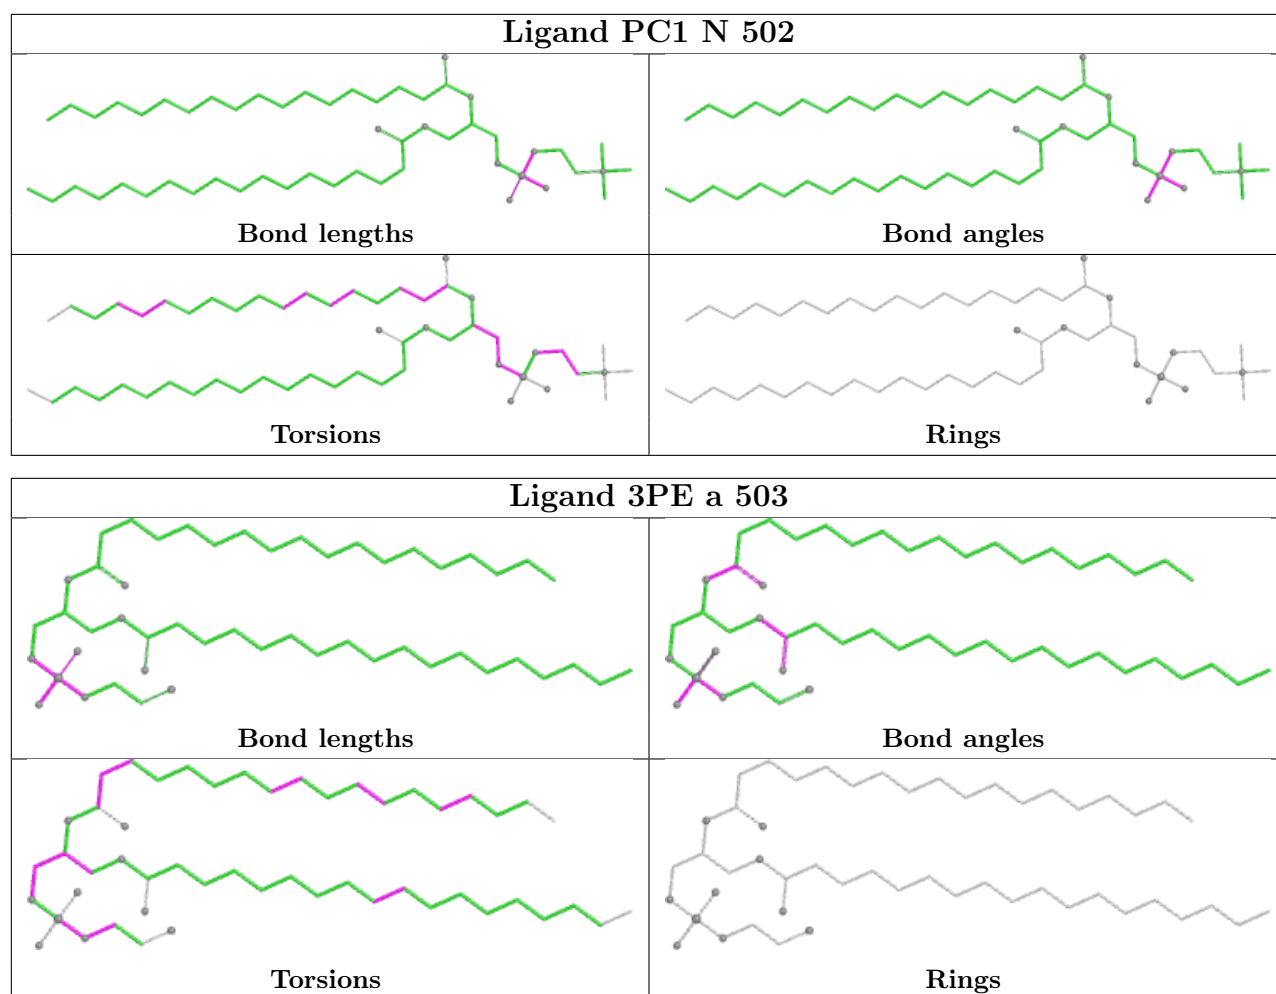 Ligand PC1 N 502
Bond lengths
Bond angles
Torsions
Rings
Ligand 3PE a 503
Bond lengths
Bond angles
Torsions
Rings